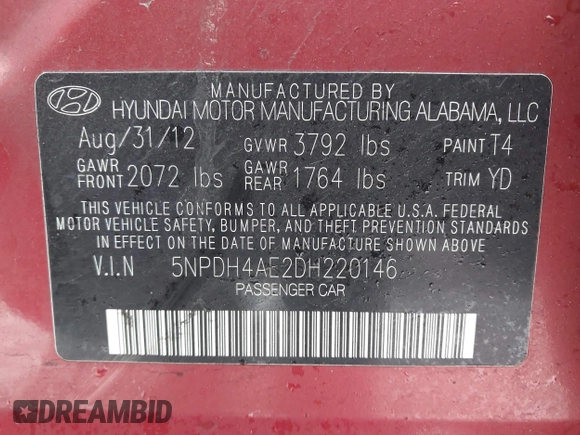 MANUFACTURED BY
HYUNDAI MOTOR MANUFACTURING ALABAMA, LLC
Aug/31/12 GVWR 3792 lbs PAINT T4
GAWR FRONT 2072 lbs GAWR REAR 1764 lbs TRIM YD
THIS VEHICLE CONFORMS TO ALL APPLICABLE U.S.A. FEDERAL
MOTOR VEHICLE SAFETY, BUMPER, AND THEFT PREVENTION STANDARDS
IN EFFECT ON THE DATE OF MANUFACTURE SHOWN ABOVE.
V.I.N 5NPDH4AE2DH220146
PASSENGER CAR
DREAMBID